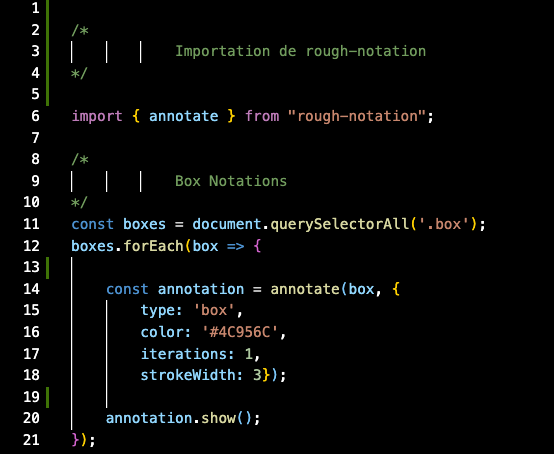 1
2 /*
3 Importation de rough-notation
4 */
5
6 import { annotate } from "rough-notation";
7
8 /*
9 Box Notations
10 */
11 const boxes = document.querySelectorAll('.box');
12 boxes.forEach(box => {
13
14 const annotation = annotate(box, {
15 type: 'box',
16 color: '#4C956C',
17 iterations: 1,
18 strokeWidth: 3});
19
20 annotation.show();
21 });